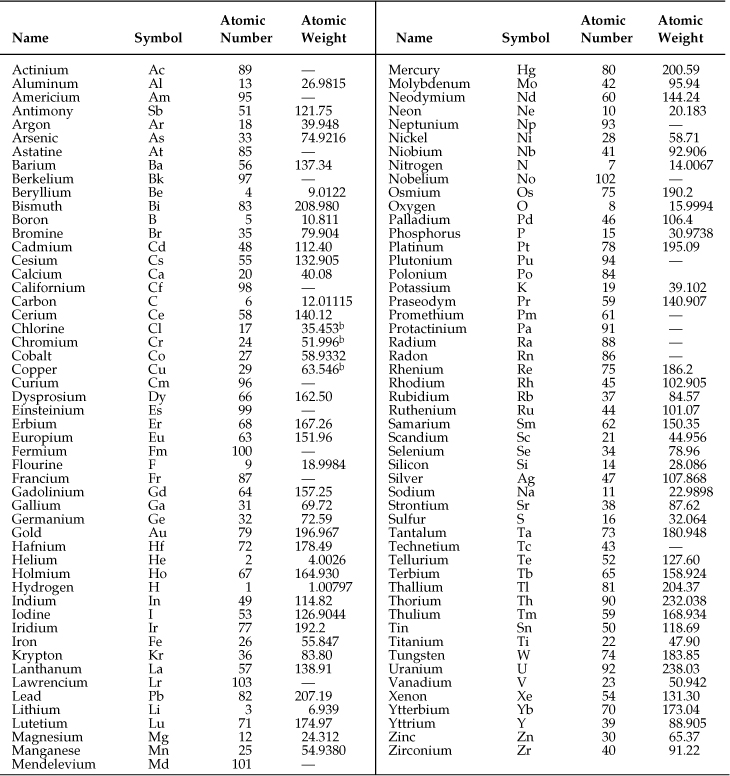 Name Symbol Atomic Number Atomic Weight
Actinium Ac 89 —
Aluminum Al 13 26.9815
Americium Am 95 —
Antimony Sb 51 121.75
Argon Ar 18 39.948
Arsenic As 33 74.9216
Astatine At 85 —
Barium Ba 56 137.34
Berkelium Bk 97 —
Beryllium Be 4 9.0122
Bismuth Bi 83 208.980
Boron B 5 10.811
Bromine Br 35 79.904
Cadmium Cd 48 112.40
Cesium Cs 55 132.905
Calcium Ca 20 40.08
Californium Cf 98 —
Carbon C 6 12.01115
Cerium Ce 58 140.12
Chlorine Cl 17 35.453b
Chromium Cr 24 51.996b
Cobalt Co 27 58.9332
Copper Cu 29 63.546b
Curium Cm 96 —
Dysprosium Dy 66 162.50
Einsteinium Es 99 —
Erbium Er 68 167.26
Europium Eu 63 151.96
Fermium Fm 100 —
Flourine F 9 18.9984
Francium Fr 87 —
Gadolinium Gd 64 157.25
Gallium Ga 31 69.72
Germanium Ge 32 72.59
Gold Au 79 196.967
Hafnium Hf 72 178.49
Helium He 2 4.0026
Holmium Ho 67 164.930
Hydrogen H 1 1.00797
Indium In 49 114.82
Iodine I 53 126.9044
Iridium Ir 77 192.2
Iron Fe 26 55.847
Krypton Kr 36 83.80
Lanthanum La 57 138.91
Lawrencium Lr 103 —
Lead Pb 82 207.19
Lithium Li 3 6.939
Lutetium Lu 71 174.97
Magnesium Mg 12 24.312
Manganese Mn 25 54.9380
Mendelevium Md 101 —
Name Symbol Atomic Number Atomic Weight
Mercury Hg 80 200.59
Molybdenum Mo 42 95.94
Neodymium Nd 60 144.24
Neon Ne 10 20.183
Neptunium Np 93 —
Nickel Ni 28 58.71
Niobium Nb 41 92.906
Nitrogen N 7 14.0067
Nobelium No 102 —
Osmium Os 75 190.2
Oxygen O 8 15.9994
Palladium Pd 46 106.4
Phosphorus P 15 30.9738
Platinum Pt 78 195.09
Plutonium Pu 94 —
Polonium Po 84
Potassium K 19 39.102
Praseodym Pr 59 140.907
Promethium Pm 61 —
Protactinium Pa 91 —
Radium Ra 88 —
Radon Rn 86 —
Rhenium Re 75 186.2
Rhodium Rh 45 102.905
Rubidium Rb 37 84.57
Ruthenium Ru 44 101.07
Samarium Sm 62 150.35
Scandium Sc 21 44.956
Selenium Se 34 78.96
Silicon Si 14 28.086
Silver Ag 47 107.868
Sodium Na 11 22.9898
Strontium Sr 38 87.62
Sulfur S 16 32.064
Tantalum Ta 73 180.948
Technetium Tc 43 —
Tellurium Te 52 127.60
Terbium Tb 65 158.924
Thallium Tl 81 204.37
Thorium Th 90 232.038
Thulium Tm 59 168.934
Tin Sn 50 118.69
Titanium Ti 22 47.90
Tungsten W 74 183.85
Uranium U 92 238.03
Vanadium V 23 50.942
Xenon Xe 54 131.30
Ytterbium Yb 70 173.04
Yttrium Y 39 88.905
Zinc Zn 30 65.37
Zirconium Zr 40 91.22